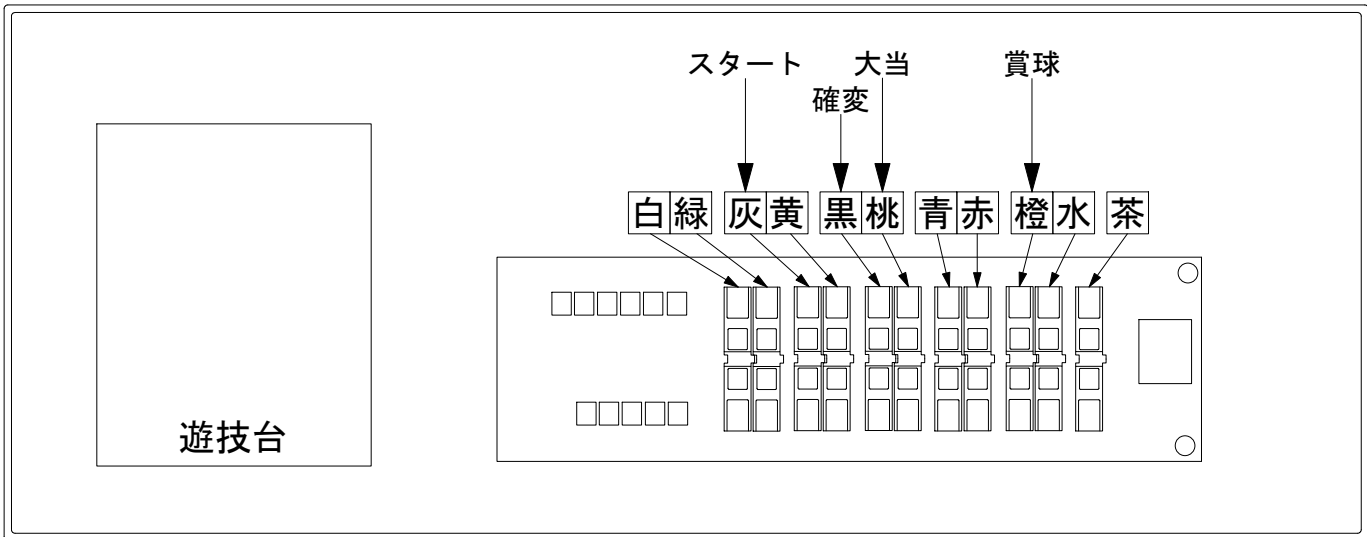 スタート 大当 賞球
確変
白緑 灰黄 黒桃 青赤 橙水 茶
遊技台